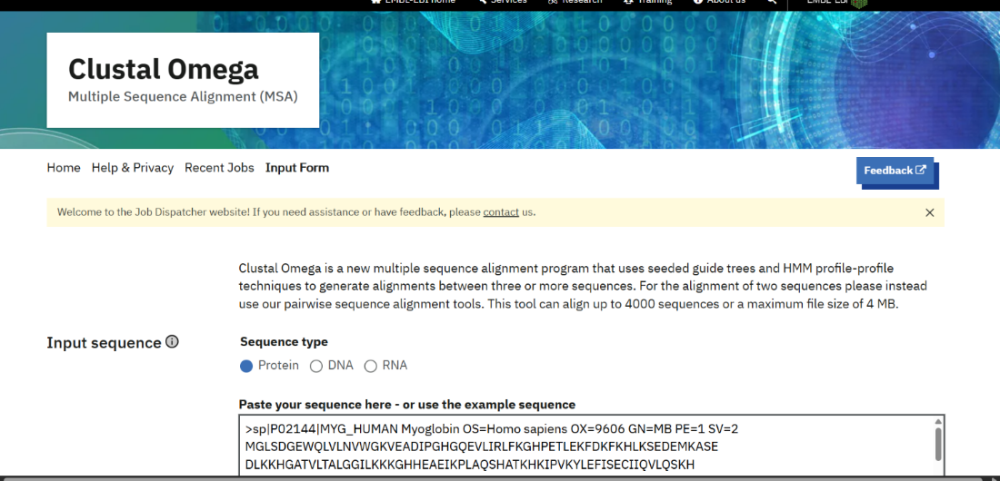 EMBL-EBI home Services Research Training About us EMBL-EBI
Clustal Omega
Multiple Sequence Alignment (MSA)
Home Help & Privacy Recent Jobs Input Form
Feedback
Welcome to the Job Dispatcher website! If you need assistance or have feedback, please contact us.
Clustal Omega is a new multiple sequence alignment program that uses seeded guide trees and HMM profile-profile
techniques to generate alignments between three or more sequences. For the alignment of two sequences please instead
use our pairwise sequence alignment tools. This tool can align up to 4000 sequences or a maximum file size of 4 MB.
Input sequence
Sequence type
Protein DNA RNA
Paste your sequence here - or use the example sequence
>sp|P02144|MYG_HUMAN Myoglobin OS=Homo sapiens OX=9606 GN=MB PE=1 SV=2
MGLSDGEWQLVLNVWGKVEADIPGHGQEVLIRLFKGHPETLEKFDKFKHLKSEDEMKASE
DLKKHGATVLTALGGILKKKGHHEAEIKPLAQSHATKHKIPVKYLEFISECIIQVLQSKH